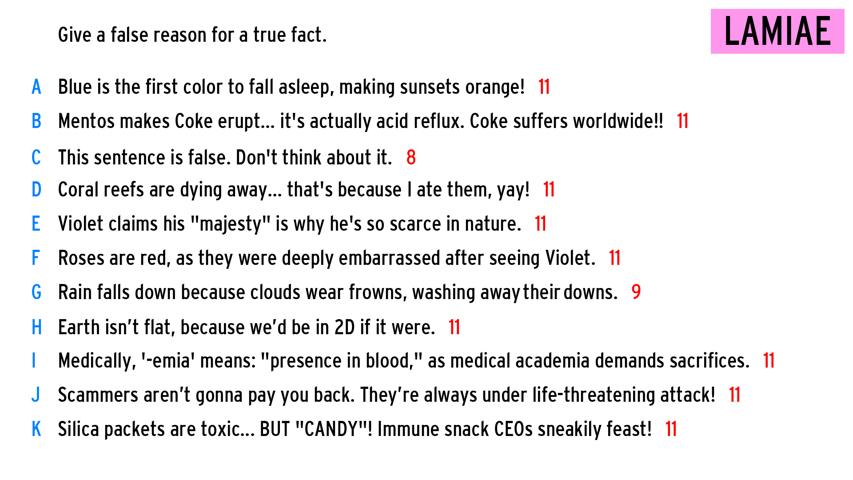 Give a false reason for a true fact.
LAMIAE
A Blue is the first color to fall asleep, making sunsets orange! 11
B Mentos makes Coke erupt... it's actually acid reflux. Coke suffers worldwide!! 11
C This sentence is false. Don't think about it. 8
D Coral reefs are dying away... that's because I ate them, yay! 11
E Violet claims his "majesty" is why he's so scarce in nature. 11
F Roses are red, as they were deeply embarrassed after seeing Violet. 11
G Rain falls down because clouds wear frowns, washing away their downs. 9
H Earth isn’t flat, because we’d be in 2D if it were. 11
I Medically, '-emia' means: "presence in blood," as medical academia demands sacrifices. 11
J Scammers aren’t gonna pay you back. They’re always under life-threatening attack! 11
K Silica packets are toxic... BUT "CANDY"! Immune snack CEOs sneakily feast! 11